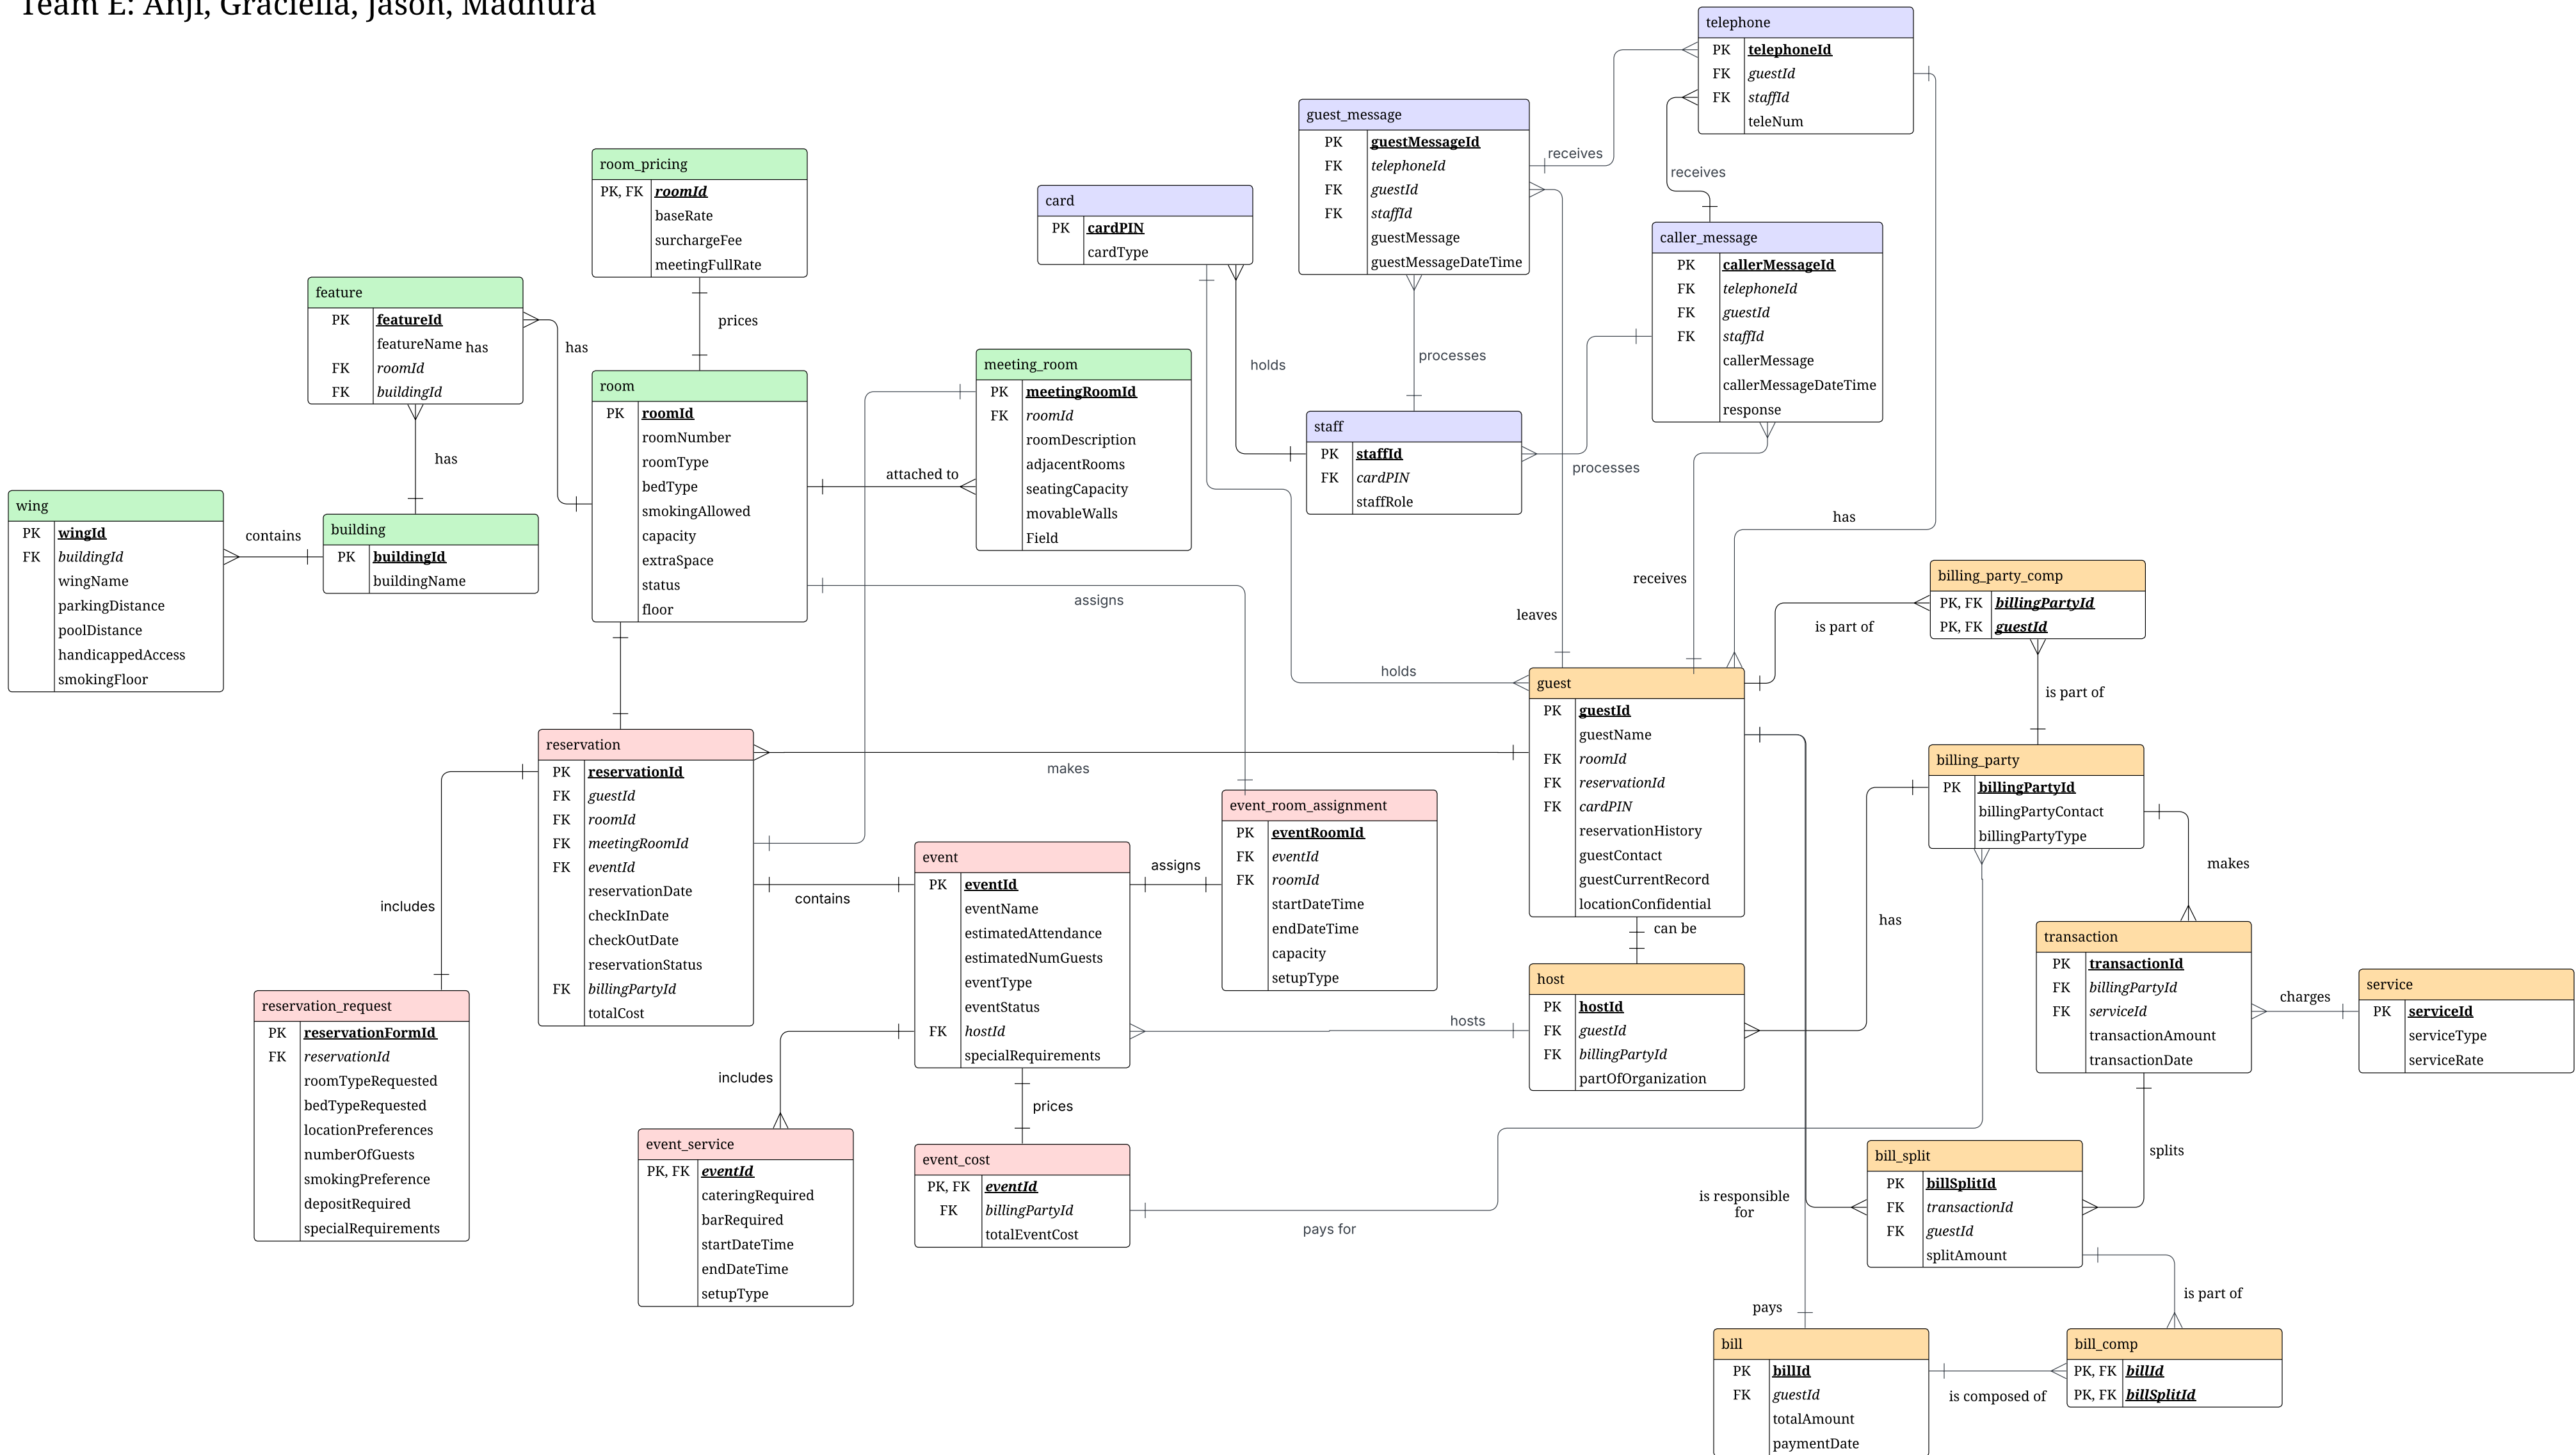 Team E: Anji, Graciella, Jason, Madhura
telephone
PK telephoneId
FK guestId
FK staffId
teleNum
guest_message
PK guestMessageId
FK telephoneId
FK guestId
FK staffId
guestMessage
guestMessageDateTime
receives
receives
room_pricing
PK, FK roomId
baseRate
surchargeFee
meetingFullRate
card
PK cardPIN
cardType
caller_message
PK callerMessageId
FK telephoneId
FK guestId
FK staffId
callerMessage
callerMessageDateTime
response
feature
PK featureId
featureName
FK roomId
FK buildingId
has
has
prices
holds
processes
room
PK roomId
roomNumber
roomType
bedType
smokingAllowed
capacity
extraSpace
status
floor
meeting_room
PK meetingRoomId
FK roomId
roomDescription
adjacentRooms
seatingCapacity
movableWalls
Field
staff
PK staffId
FK cardPIN
staffRole
has
attached to
processes
wing
PK wingId
FK buildingId
wingName
parkingDistance
poolDistance
handicappedAccess
smokingFloor
contains
building
PK buildingId
buildingName
has
assigns
receives
leaves
billing_party_comp
PK, FK billingPartyId
PK, FK guestId
is part of
holds
is part of
guest
PK guestId
guestName
FK roomId
FK reservationId
FK cardPIN
reservationHistory
guestContact
guestCurrentRecord
locationConfidential
reservation
PK reservationId
FK guestId
FK roomId
FK meetingRoomId
FK eventId
reservationDate
checkInDate
checkOutDate
reservationStatus
FK billingPartyId
totalCost
makes
billing_party
PK billingPartyId
billingPartyContact
billingPartyType
event_room_assignment
PK eventRoomId
FK eventId
FK roomId
startDateTime
endDateTime
capacity
setupType
event
PK eventId
eventName
estimatedAttendance
estimatedNumGuests
eventType
eventStatus
FK hostId
specialRequirements
assigns
makes
contains
includes
has
can be
transaction
PK transactionId
FK billingPartyId
FK serviceId
transactionAmount
transactionDate
host
PK hostId
FK guestId
FK billingPartyId
partOfOrganization
service
PK serviceId
serviceType
serviceRate
charges
reservation_request
PK reservationFormId
FK reservationId
roomTypeRequested
bedTypeRequested
locationPreferences
numberOfGuests
smokingPreference
depositRequired
specialRequirements
hosts
includes
prices
event_service
PK, FK eventId
cateringRequired
barRequired
startDateTime
endDateTime
setupType
event_cost
PK, FK eventId
FK billingPartyId
totalEventCost
bill_split
PK billSplitId
FK transactionId
FK guestId
splitAmount
splits
is responsible
for
pays for
is part of
pays
bill
PK billId
FK guestId
totalAmount
paymentDate
bill_comp
PK, FK billId
PK, FK billSplitId
is composed of